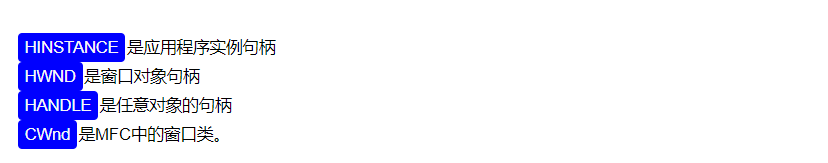 HINSTANCE 是应用程序实例句柄
HWND 是窗口对象句柄
HANDLE 是任意对象的句柄
CWnd 是MFC中的窗口类。